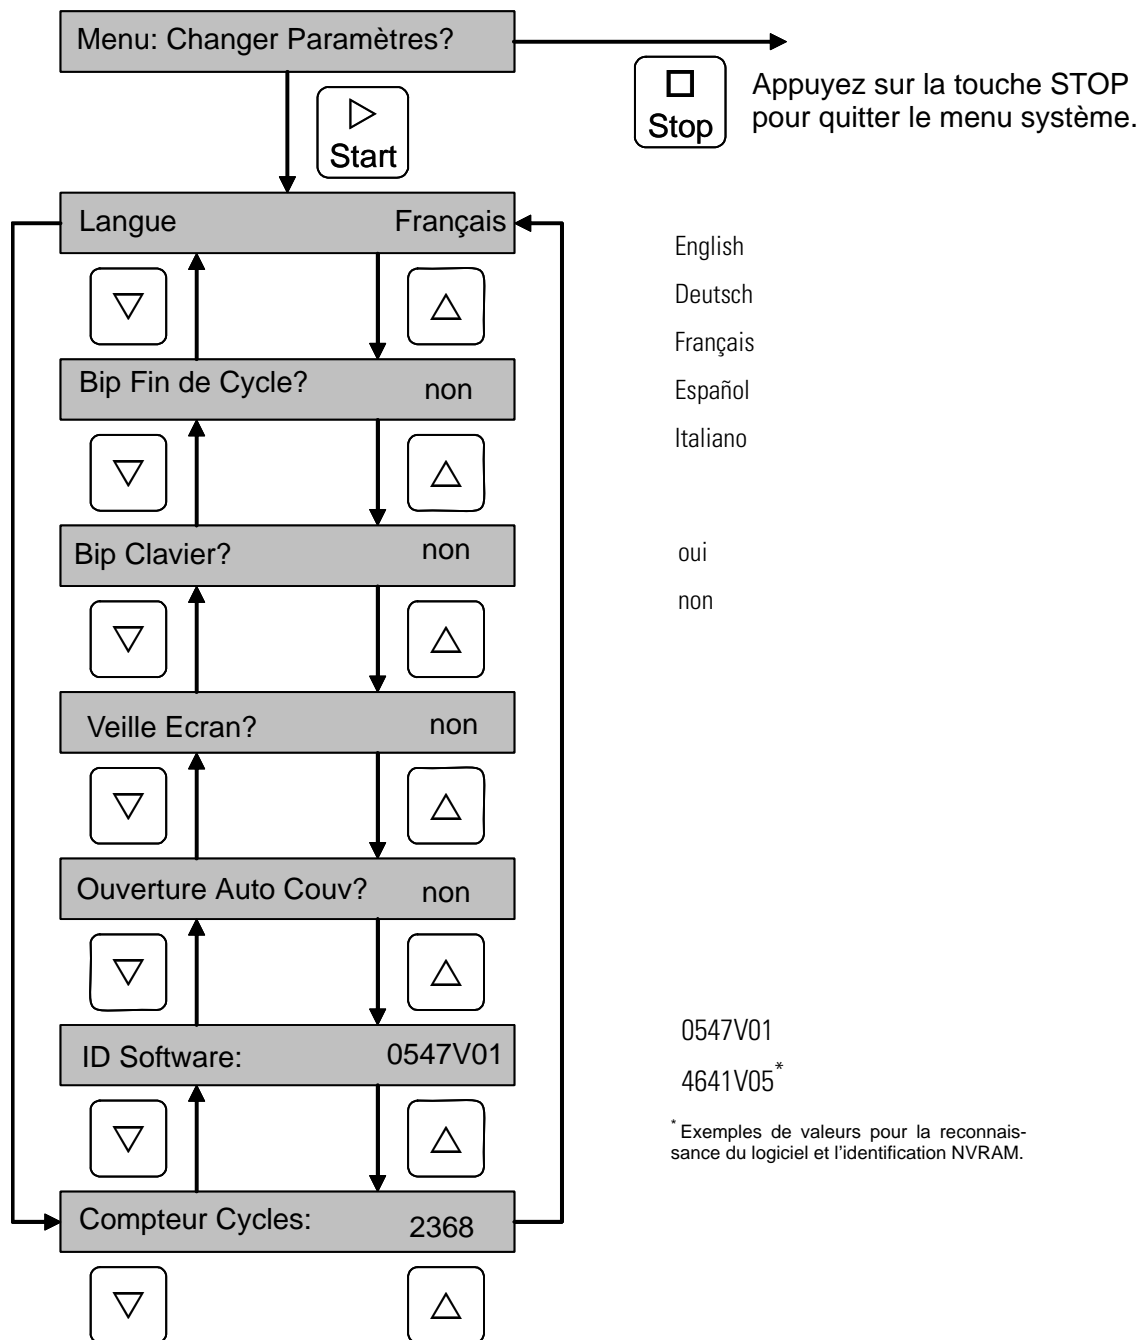 Menu: Changer Paramètres?
Stop
Appuyez sur la touche STOP
pour quitter le menu système.
Start
Langue Français
English
Deutsch
Français
Español
Italiano
Bip Fin de Cycle? non
Bip Clavier? non
oui
non
Veille Ecran? non
Ouverture Auto Couv? non
ID Software: 0547V01
0547V01
4641V05*
* Exemples de valeurs pour la reconnais-
sance du logiciel et l'identification NVRAM.
Compteur Cycles: 2368